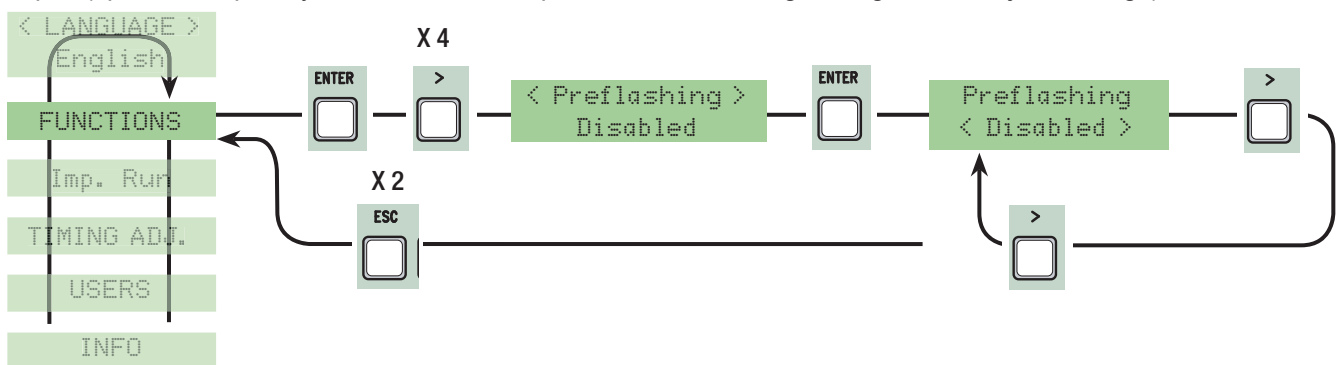 < LANGUAGE >
English
FUNCTIONS
Imp. Run
TIMING ADJ.
USERS
INFO
ENTER
X 4
>
< Preflashing >
Disabled
ENTER
Preflashing
< Disabled >
>
X 2
ESC
>